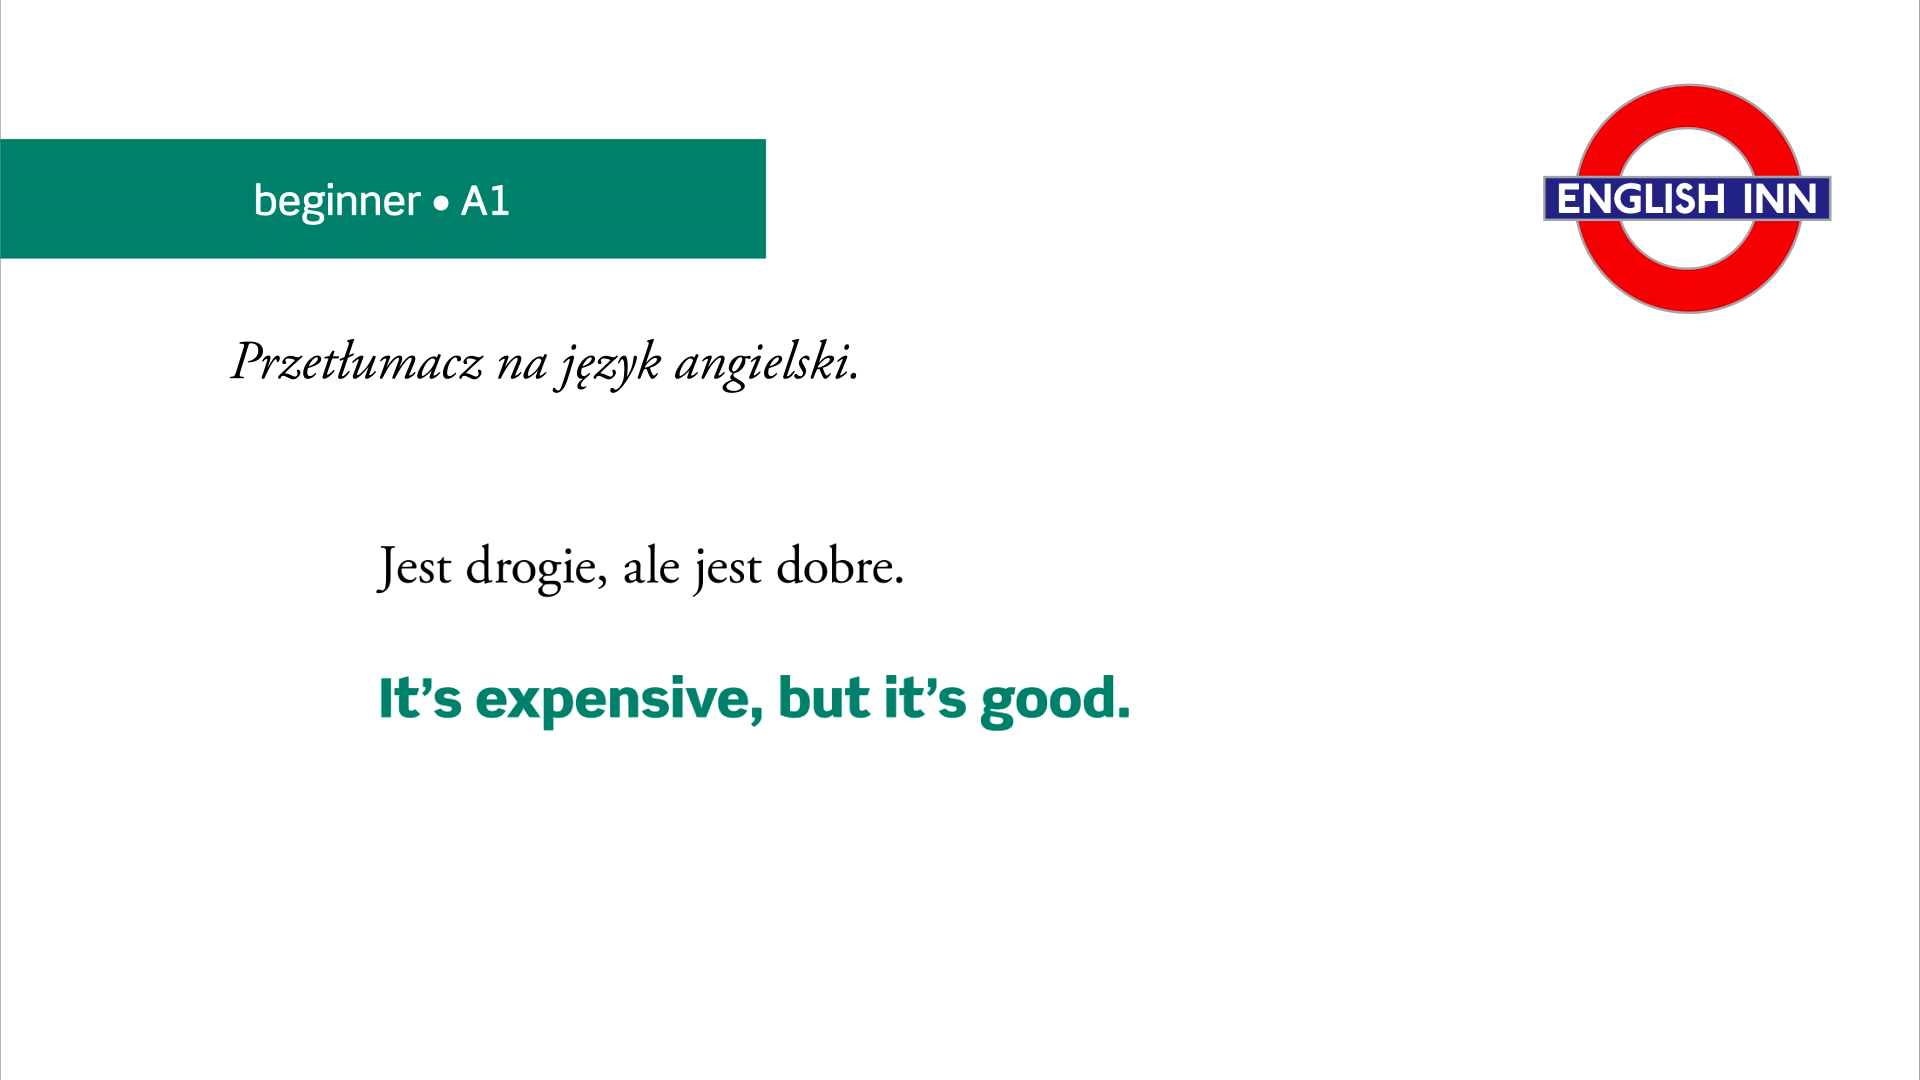 beginner • A1
ENGLISH INN
Przetłumacz na język angielski.
Jest drogie, ale jest dobre.
It’s expensive, but it’s good.